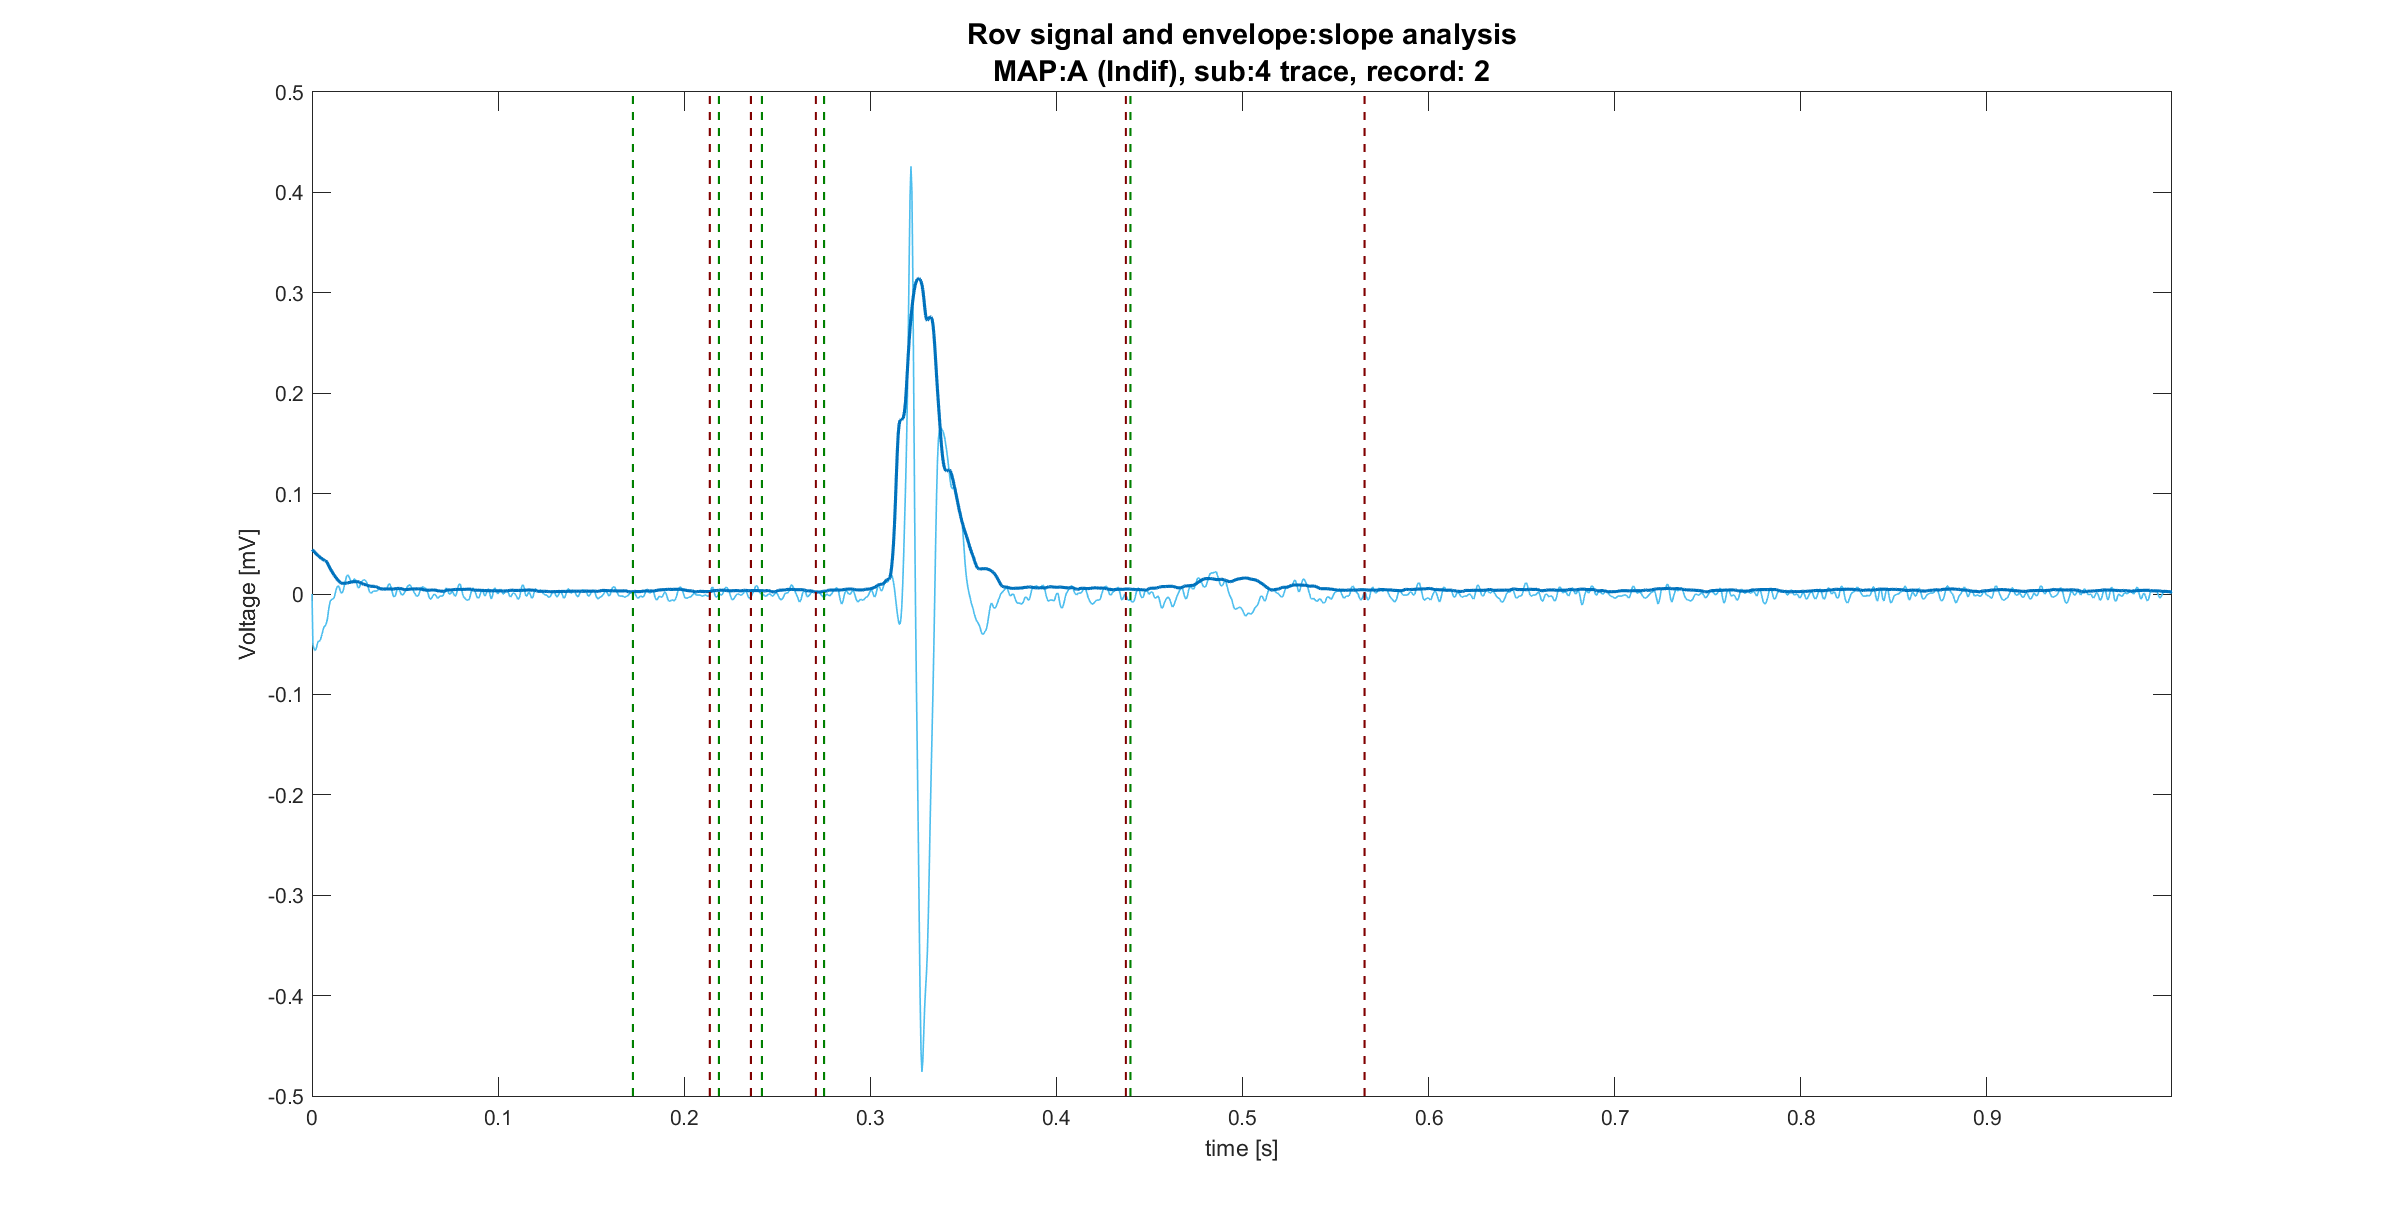 Rov signal and envelope:slope analysis
MAP:A (Indif), sub:4 trace, record: 2
0.5
0.4
0.3
0.2
0.1
0
-0.1
-0.2
-0.3
-0.4
-0.5
Voltage [mV]
0 0.1 0.2 0.3 0.4 0.5 0.6 0.7 0.8 0.9
time [s]